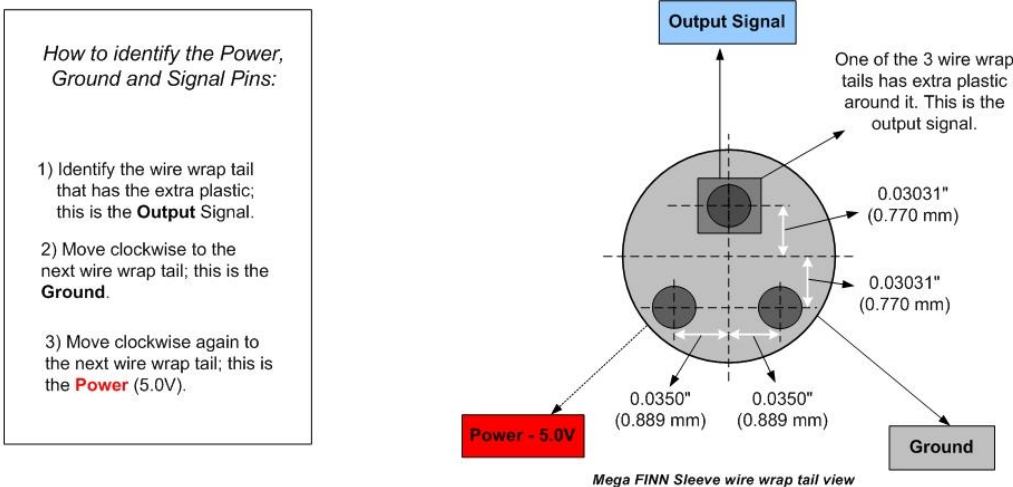 How to identify the Power,
Ground and Signal Pins:
1) Identify the wire wrap tail
that has the extra plastic;
this is the Output Signal.
2) Move clockwise to the
next wire wrap tail; this is the
Ground.
3) Move clockwise again to
the next wire wrap tail; this is
the Power (5.0V).
Output Signal
One of the 3 wire wrap
tails has extra plastic
around it. This is the
output signal.
0.03031"
(0.770 mm)
0.03031"
(0.770 mm)
0.0350"
(0.889 mm)
0.0350"
(0.889 mm)
Power - 5.0V
Ground
Mega FINN Sleeve wire wrap tail view